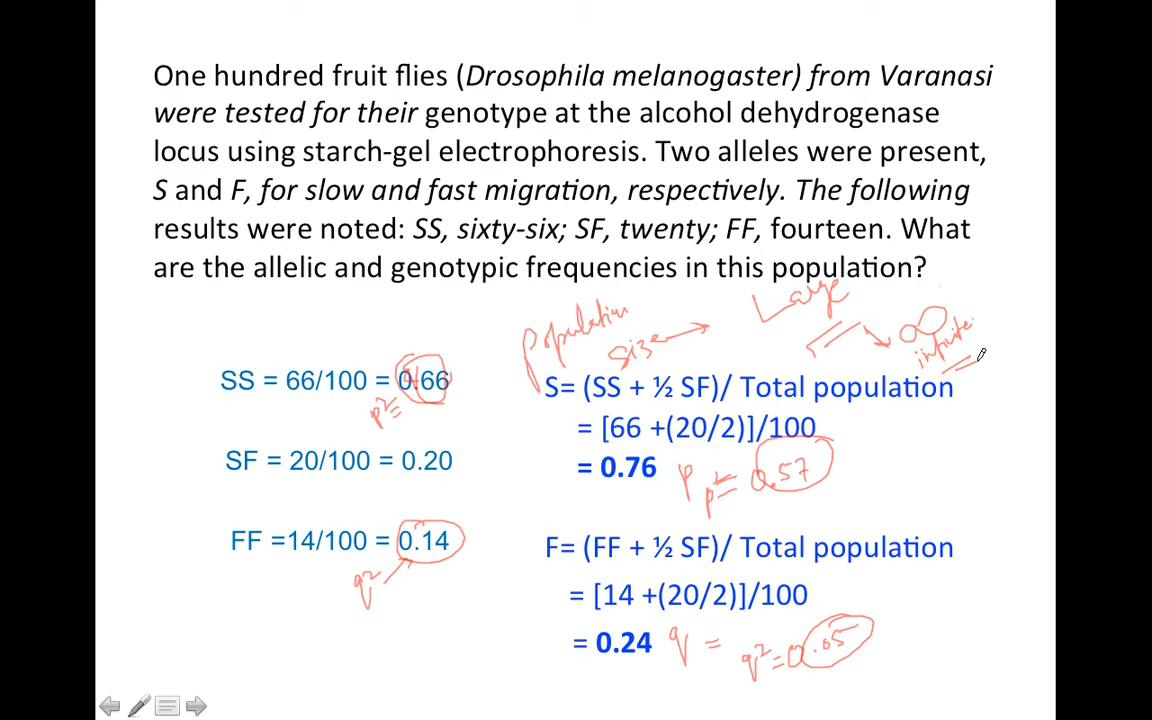 One hundred fruit flies (Drosophila melanogaster) from Varanasi
were tested for their genotype at the alcohol dehydrogenase
locus using starch-gel electrophoresis. Two alleles were present,
S and F, for slow and fast migration, respectively. The following
results were noted: SS, sixty-six; SF, twenty; FF, fourteen. What
are the allelic and genotypic frequencies in this population?
Population
Size → Large
∞
infinite
SS = 66/100 = 0.66
p² =
SF = 20/100 = 0.20
FF =14/100 = 0.14
q²
S= (SS + ½ SF)/ Total population
= [66 +(20/2)]/100
= 0.76 p
p² = 0.57
F= (FF + ½ SF)/ Total population
= [14 +(20/2)]/100
= 0.24 q =
q² = 0.05